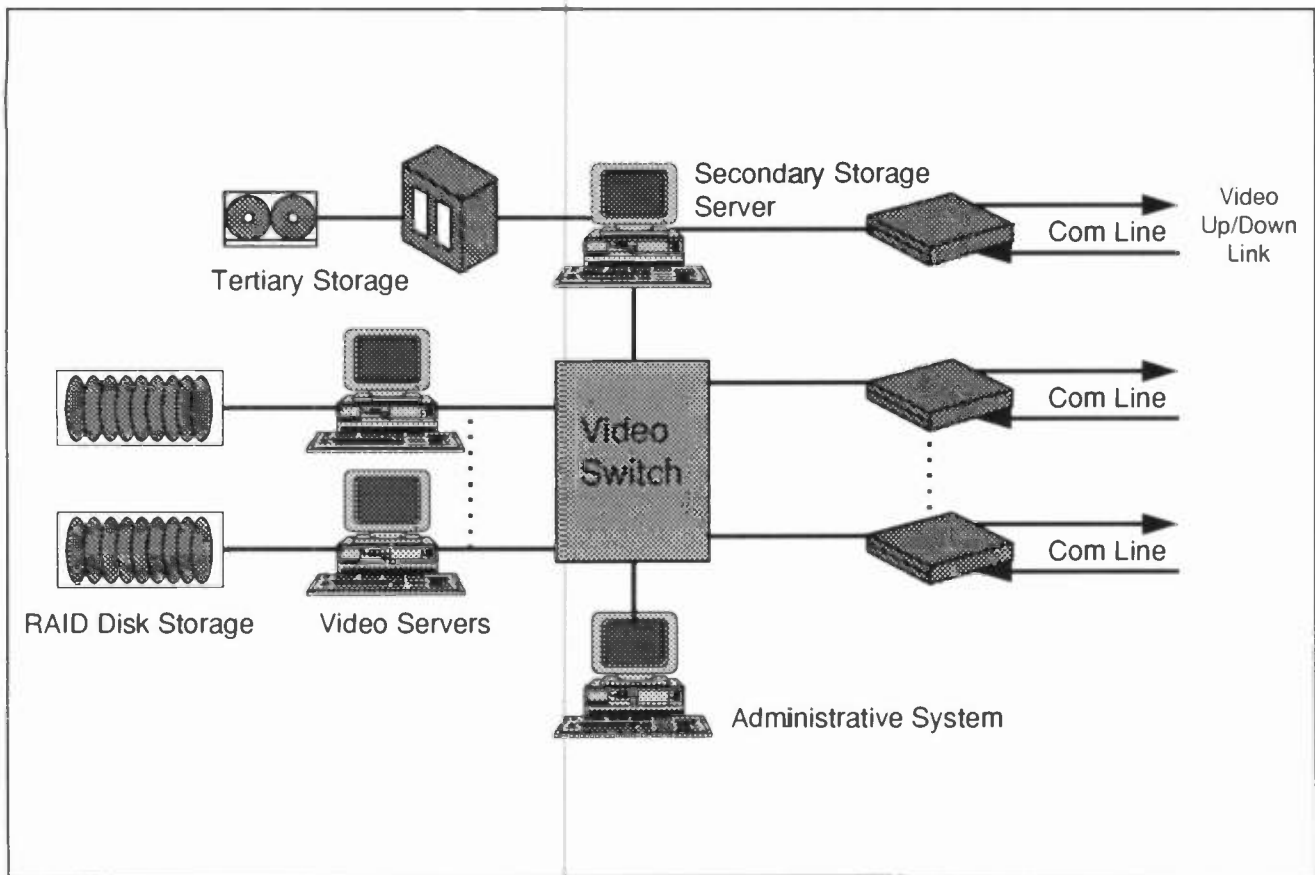 Secondary Storage
Server
Video
Up/Down
Link
Com Line
Tertiary Storage
Com Line
Video
Switch
Com Line
RAID Disk Storage
Video Servers
Administrative System